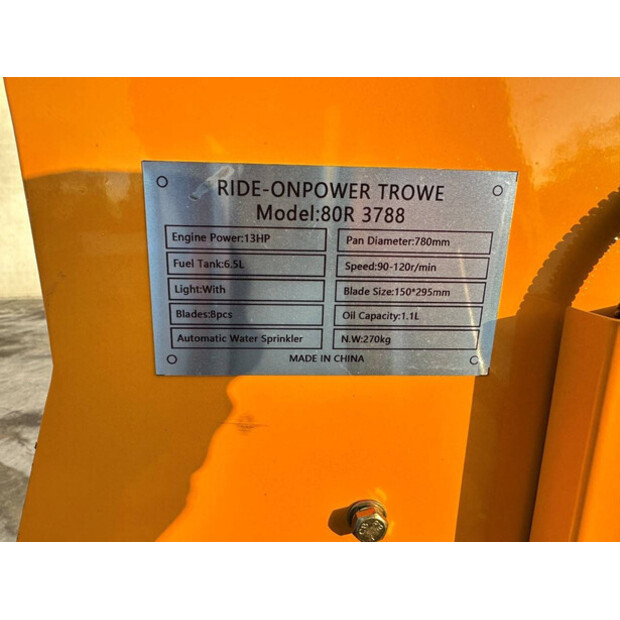 RIDE-ONPOWER TROWE
Model:80R 3788
Engine Power:13HP
Pan Diameter:780mm
Fuel Tank:6.5L
Speed:90-120r/min
Light:With
Blade Size:150*295mm
Blades:8pcs
Oil Capacity:1.1L
Automatic Water Sprinkler
N.W:270kg
MADE IN CHINA